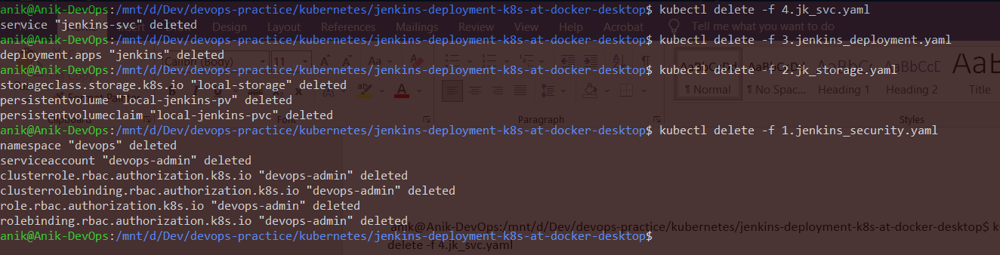 anik@Anik-DevOps:/mnt/d/Dev/devops-practice/kubernetes/jenkins-deployment-k8s-at-docker-desktop$ kubectl delete -f 4.jk_svc.yaml
service "jenkins-svc" deleted
Design References Mailings Review View Help Acrobat Tell me what you want to do
anik@Anik-DevOps:/mnt/d/Dev/devops-practice/kubernetes/jenkins-deployment-k8s-at-docker-desktop$ kubectl delete -f 3.jenkins_deployment.yaml
deployment.apps "jenkins" deleted
Calibri (Body) 11
anik@Anik-DevOps:/mnt/d/Dev/devops-practice/kubernetes/jenkins-deployment-k8s-at-docker-desktop$ kubectl delete -f 2.jk_storage.yaml
storageclass.storage.k8s.io "local-storage" deleted
¶ Normal ¶ No Spac... Heading 1 Heading 2 Title
persistentvolume "local-jenkins-pv" deleted
persistentvolumeclaim "local-jenkins-pvc" deleted
Clipboard Font Paragraph Styles
anik@Anik-DevOps:/mnt/d/Dev/devops-practice/kubernetes/jenkins-deployment-k8s-at-docker-desktop$ kubectl delete -f 1.jenkins_security.yaml
namespace "devops" deleted
serviceaccount "devops-admin" deleted
clusterrole.rbac.authorization.k8s.io "devops-admin" deleted
clusterrolebinding.rbac.authorization.k8s.io "devops-admin" deleted
role.rbac.authorization.k8s.io "devops-admin" deleted
rolebinding.rbac.authorization.k8s.io "devops-admin" deleted
anik@Anik-DevOps:/mnt/d/Dev/devops-practice/kubernetes/jenkins-deployment-k8s-at-docker-desktop$ k
anik@Anik-DevOps:/mnt/d/Dev/devops-practice/kubernetes/jenkins-deployment-k8s-at-docker-desktop$
delete -f 4.jk_svc.yaml